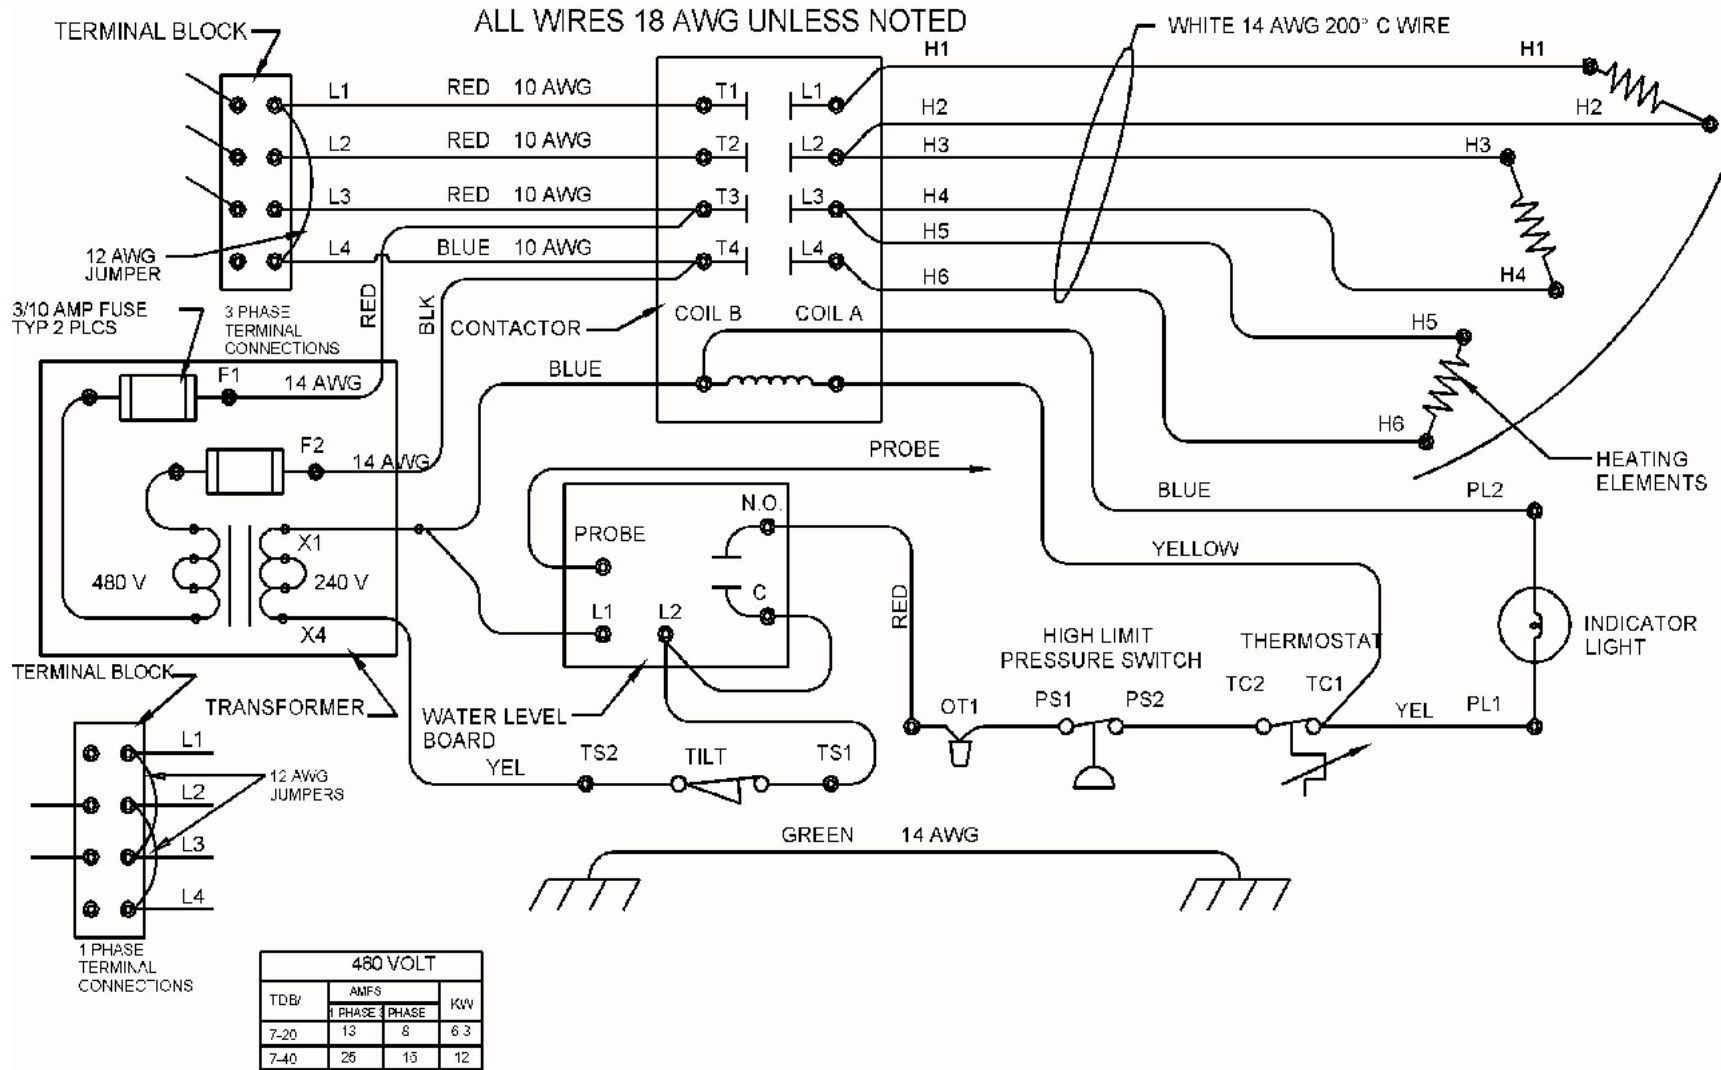 ALL WIRES 18 AWG UNLESS NOTED
TERMINAL BLOCK
WHITE 14 AWG 200° C WIRE
L1
RED 10 AWG
T1
L1
H1
H1
H2
H2
L2
RED 10 AWG
T2
L2
H3
H3
L3
RED 10 AWG
T3
L3
H4
H4
H5
H5
L4
BLUE 10 AWG
T4
L4
H6
H6
12 AWG
JUMPER
3/10 AMP FUSE
TYP 2 PLCS
3 PHASE
TERMINAL
CONNECTIONS
RED
BLK
CONTACTOR
COIL B
COIL A
F1
14 AWG
BLUE
F2
14 AWG
PROBE
HEATING
ELEMENTS
BLUE
PL2
N.O.
PROBE
X1
480 V
240 V
X4
C
L1
L2
RED
YELLOW
HIGH LIMIT
PRESSURE SWITCH
THERMOSTAT
INDICATOR
LIGHT
TERMINAL BLOCK
TRANSFORMER
WATER LEVEL
BOARD
OT1
PS1
PS2
TC2
TC1
YEL
PL1
YEL
TS2
TILT
TS1
L1
L2
L3
L4
12 AWG
JUMPERS
GREEN 14 AWG
1 PHASE
TERMINAL
CONNECTIONS
480 VOLT
TDB/
AMPS
KW
1 PHASE 3 PHASE
7-20 13 8 6.3
7-40 25 15 12